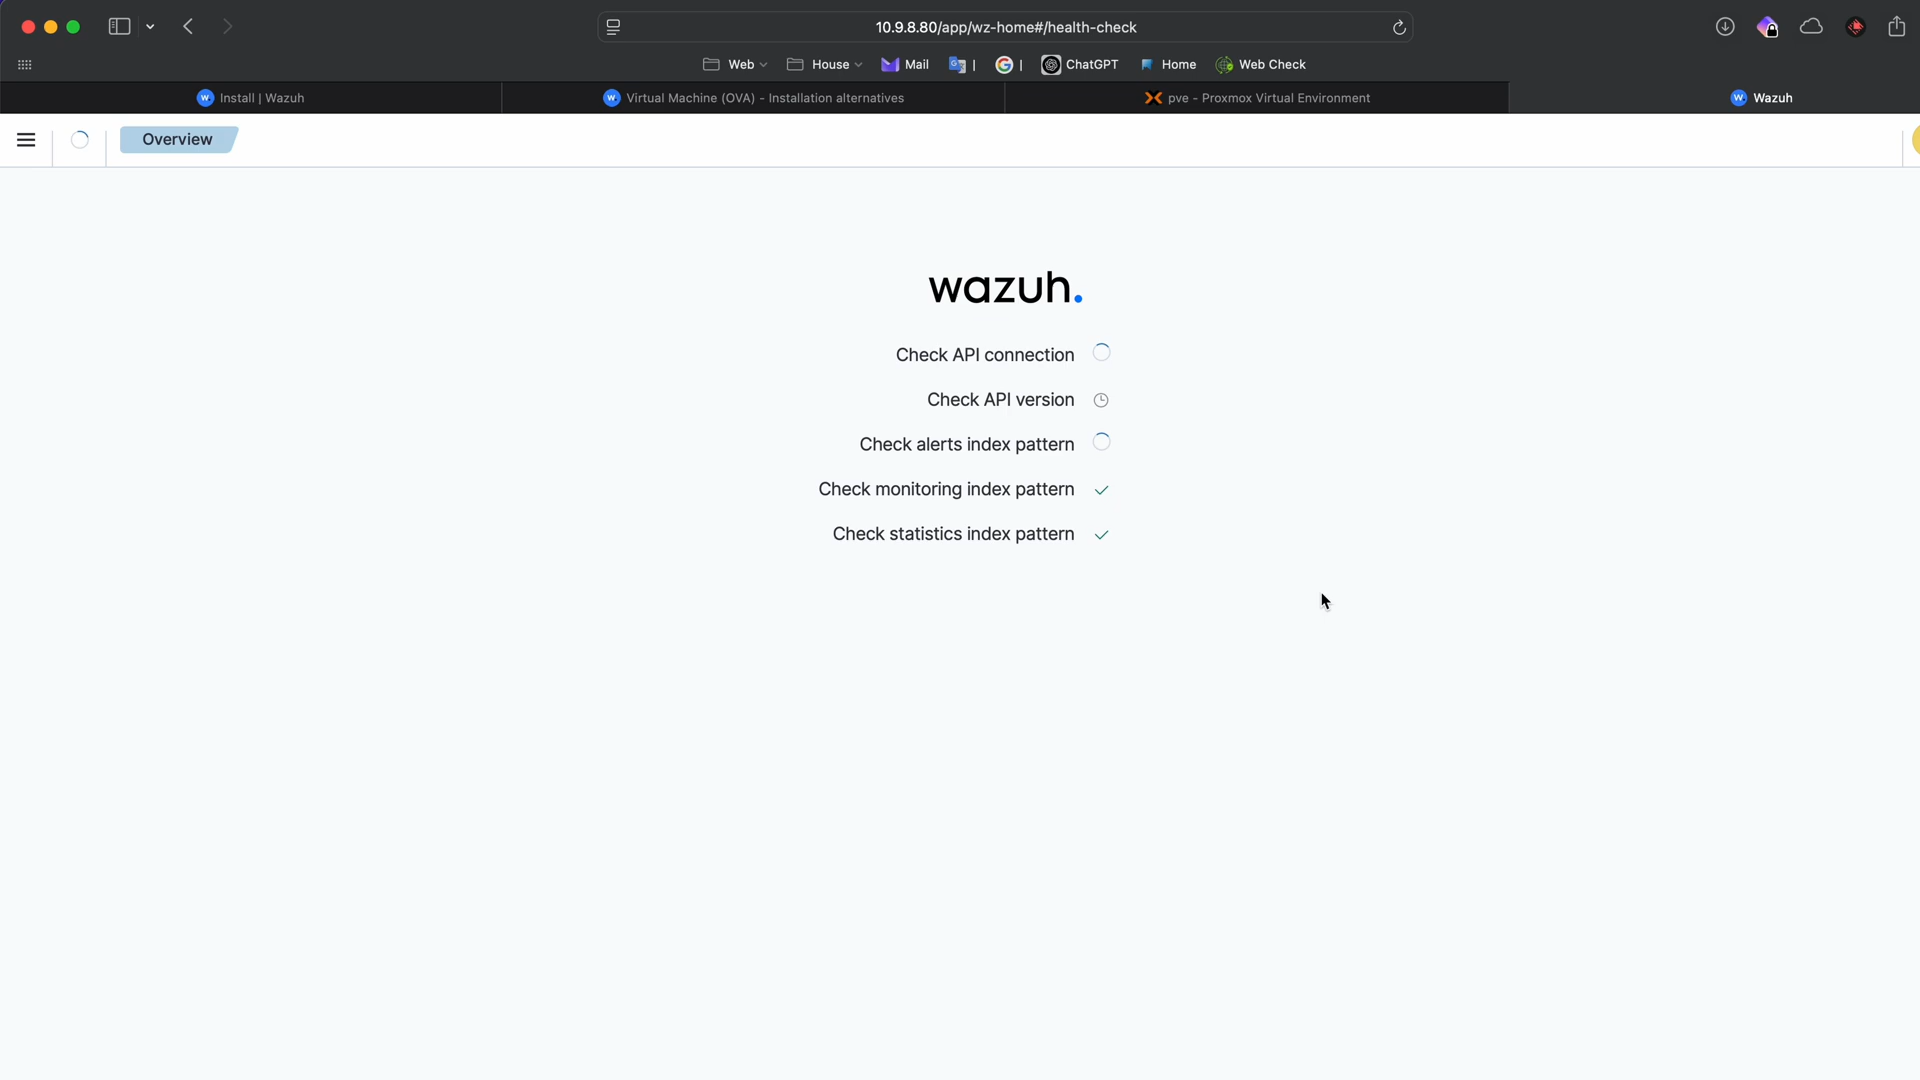 10.9.8.80/app/wz-home#/health-check
Web House Mail | G | ChatGPT Home Web Check
Install | Wazuh Virtual Machine (OVA) - Installation alternatives pve - Proxmox Virtual Environment Wazuh
Overview
wazuh.
Check API connection
Check API version
Check alerts index pattern
Check monitoring index pattern
Check statistics index pattern